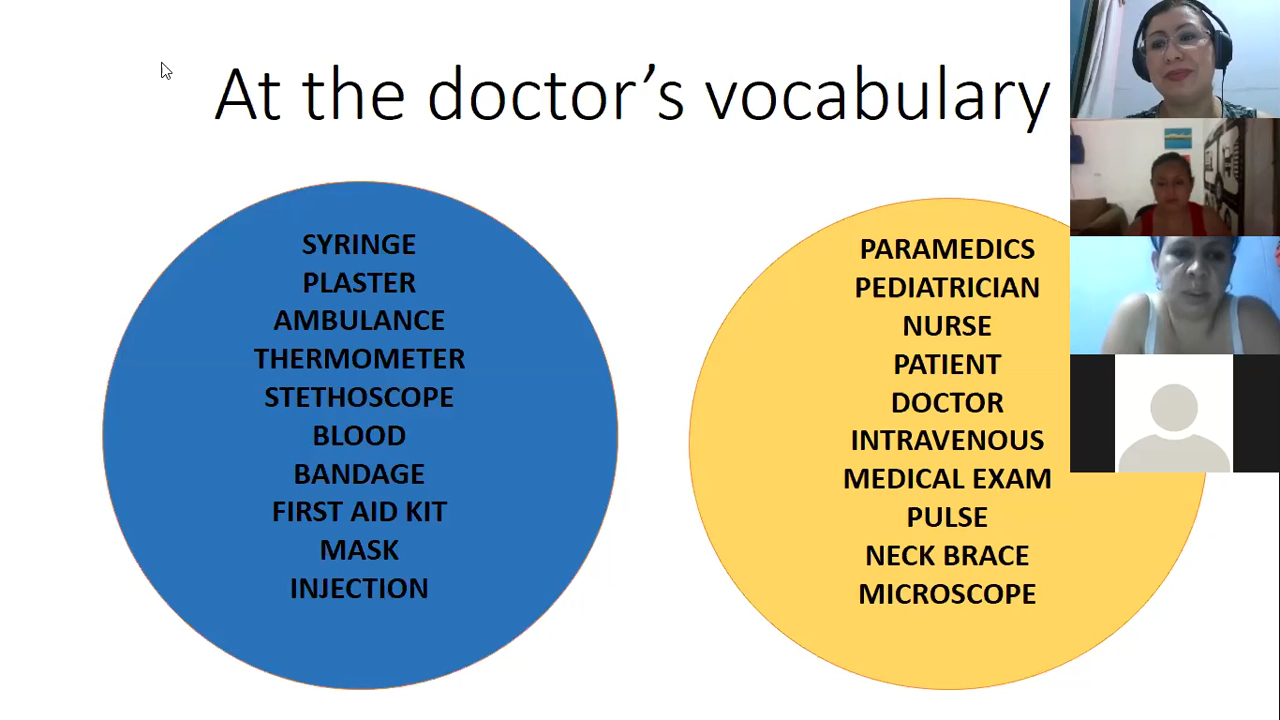 At the doctor’s vocabulary
SYRINGE
PLASTER
AMBULANCE
THERMOMETER
STETHOSCOPE
BLOOD
BANDAGE
FIRST AID KIT
MASK
INJECTION
PARAMEDICS
PEDIATRICIAN
NURSE
PATIENT
DOCTOR
INTRAVENOUS
MEDICAL EXAM
PULSE
NECK BRACE
MICROSCOPE